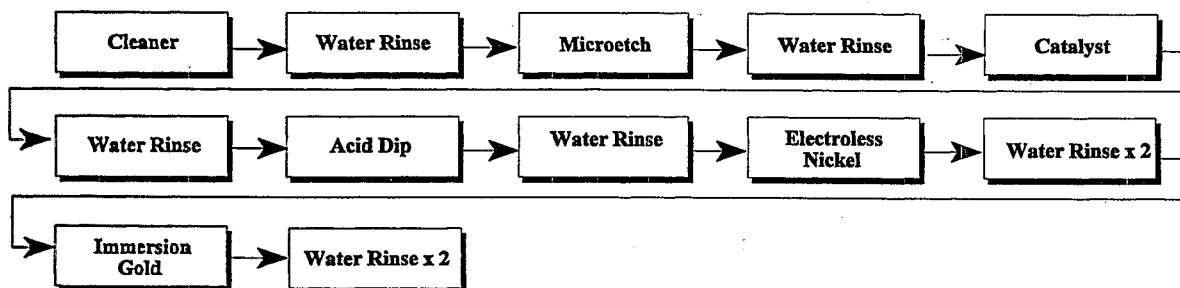 Cleaner
Water Rinse
Microetch
Water Rinse
Catalyst
Water Rinse
Acid Dip
Water Rinse
Electroless
Nickel
Water Rinse x 2
Immersion
Gold
Water Rinse x 2